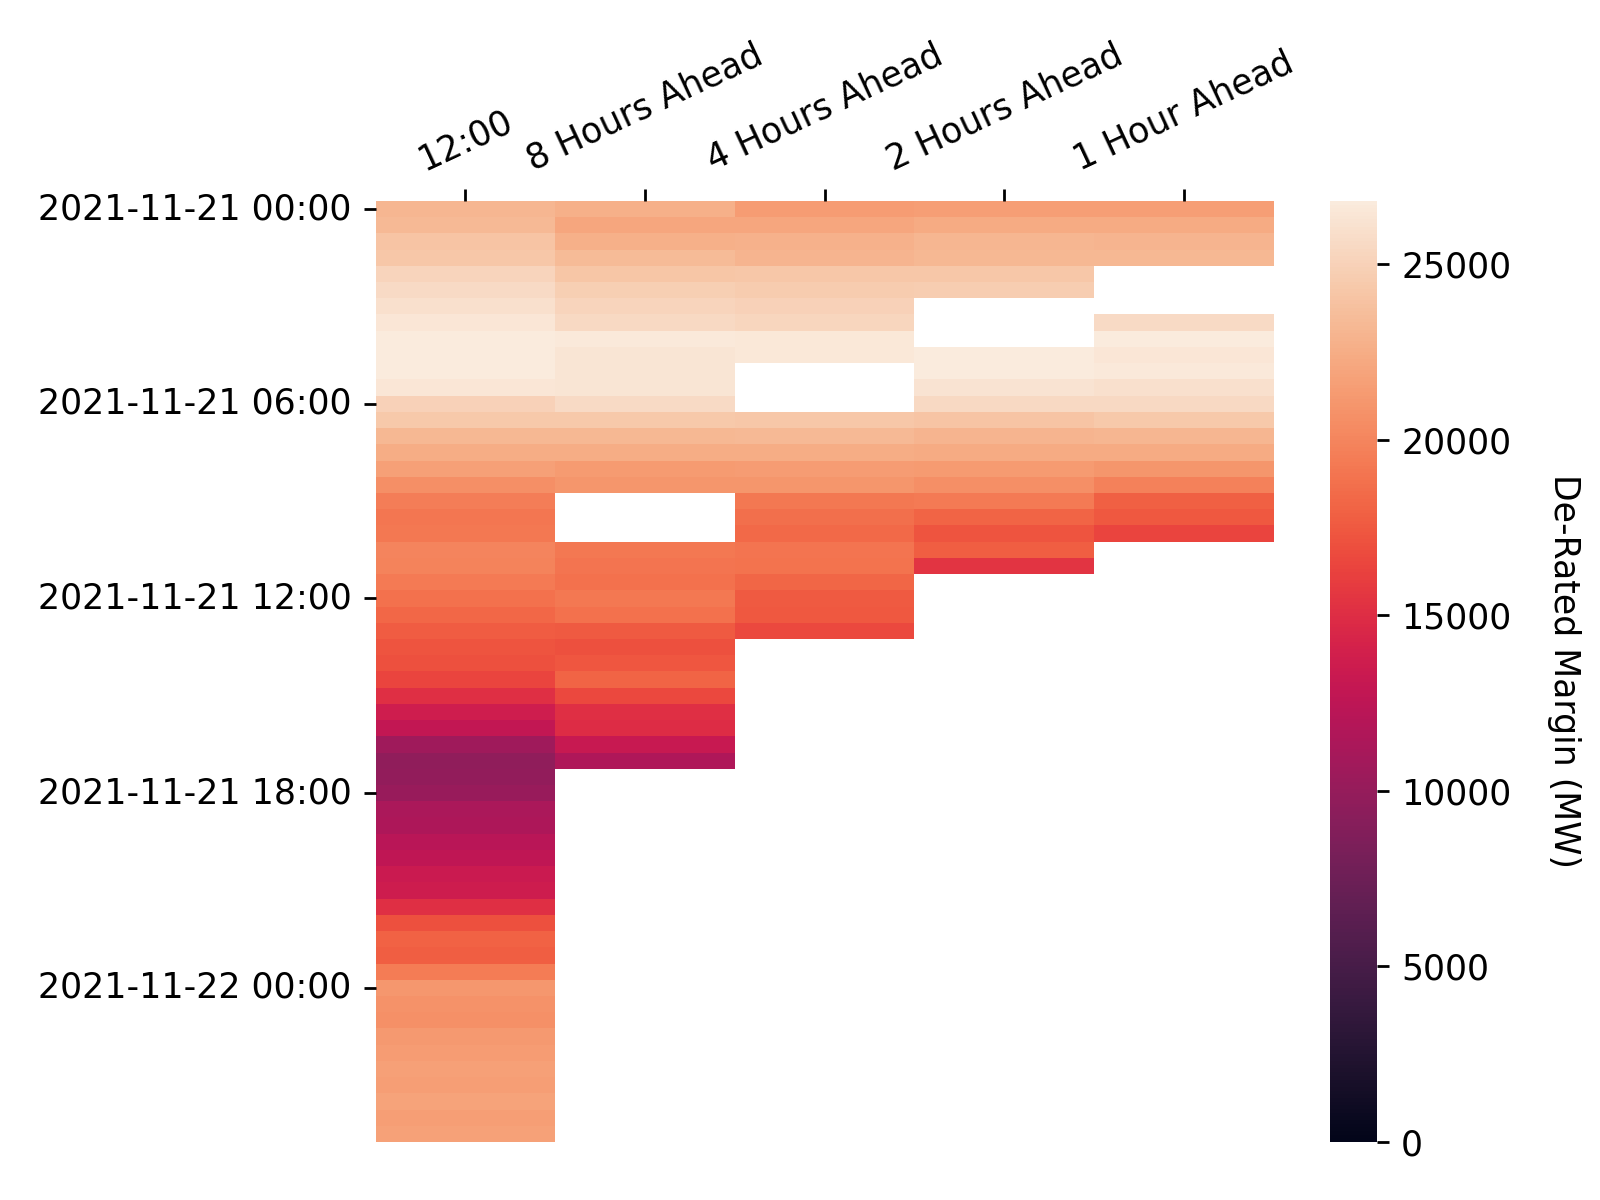 12:00
8 Hours Ahead
4 Hours Ahead
2 Hours Ahead
1 Hour Ahead
2021-11-21 00:00
2021-11-21 06:00
2021-11-21 12:00
2021-11-21 18:00
2021-11-22 00:00
25000
20000
15000
10000
5000
0
De-Rated Margin (MW)